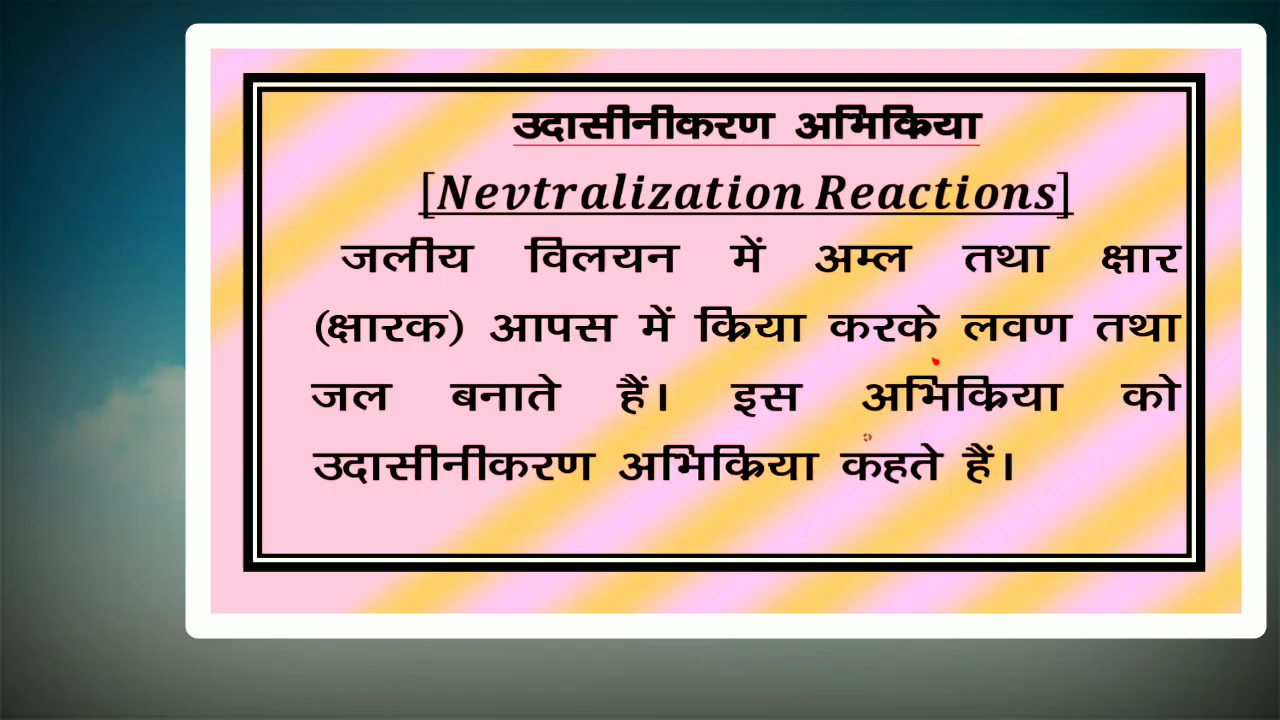 उदासीनीकरण अभिक्रिया
[Nevtralization Reactions]
जलीय विलयन में अम्ल तथा क्षार
(क्षारक) आपस में क्रिया करके लवण तथा
जल बनाते हैं। इस अभिक्रिया को
उदासीनीकरण अभिक्रिया कहते हैं।